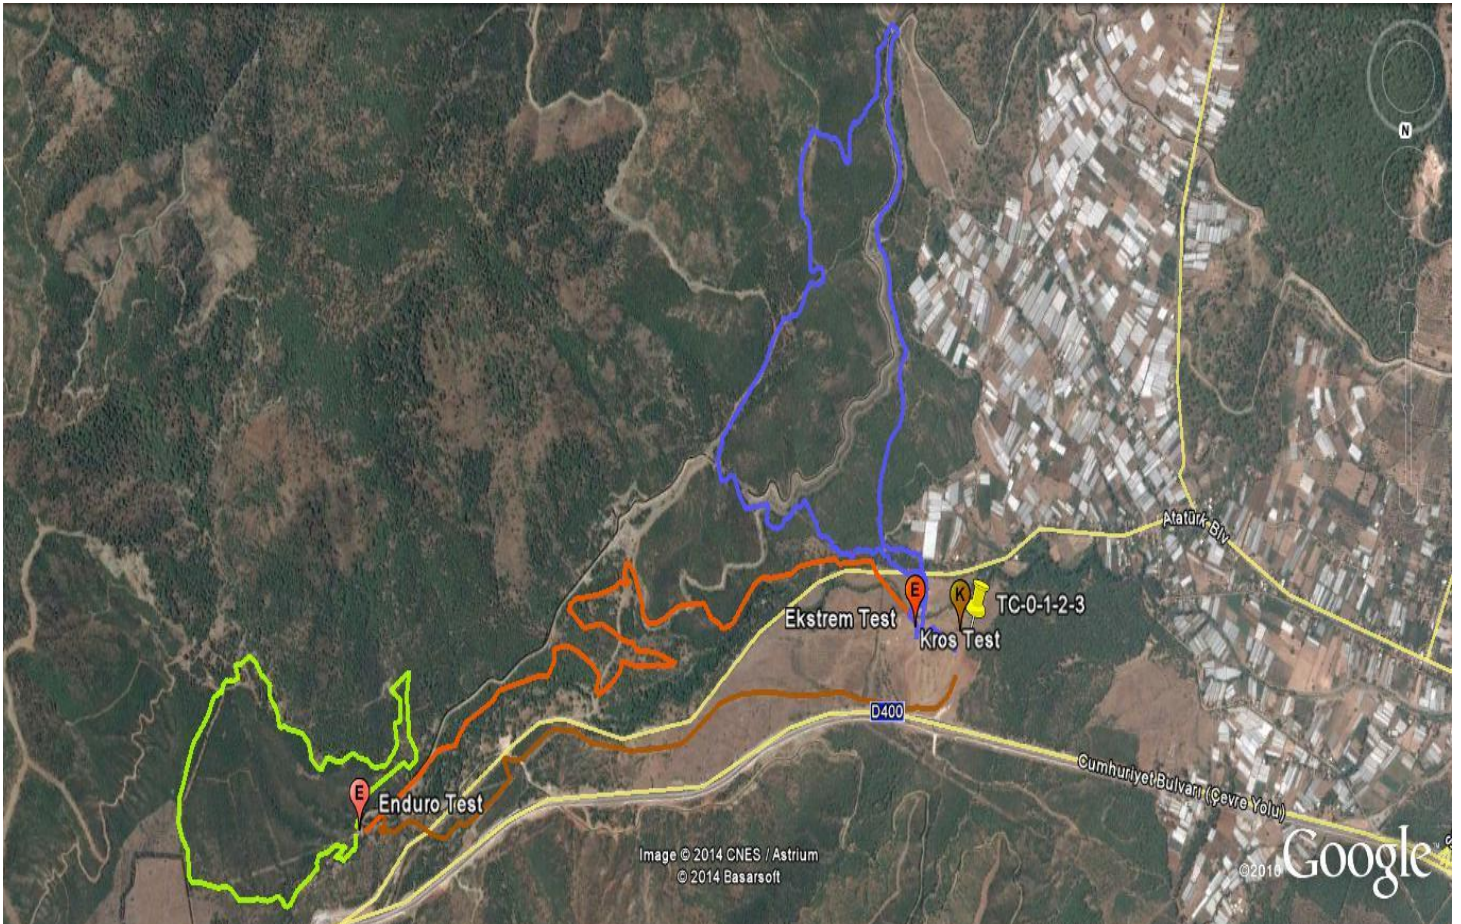 N
Atatürk Blv
E
K
TC-0-1-2-3
Ekstrem Test
Kros Test
D400
Cumhuriyet Bulvarı (Çevre Yolu)
E
Enduro Test
Image © 2014 CNES / Astrium
© 2014 Basarsoft
©2010 Google